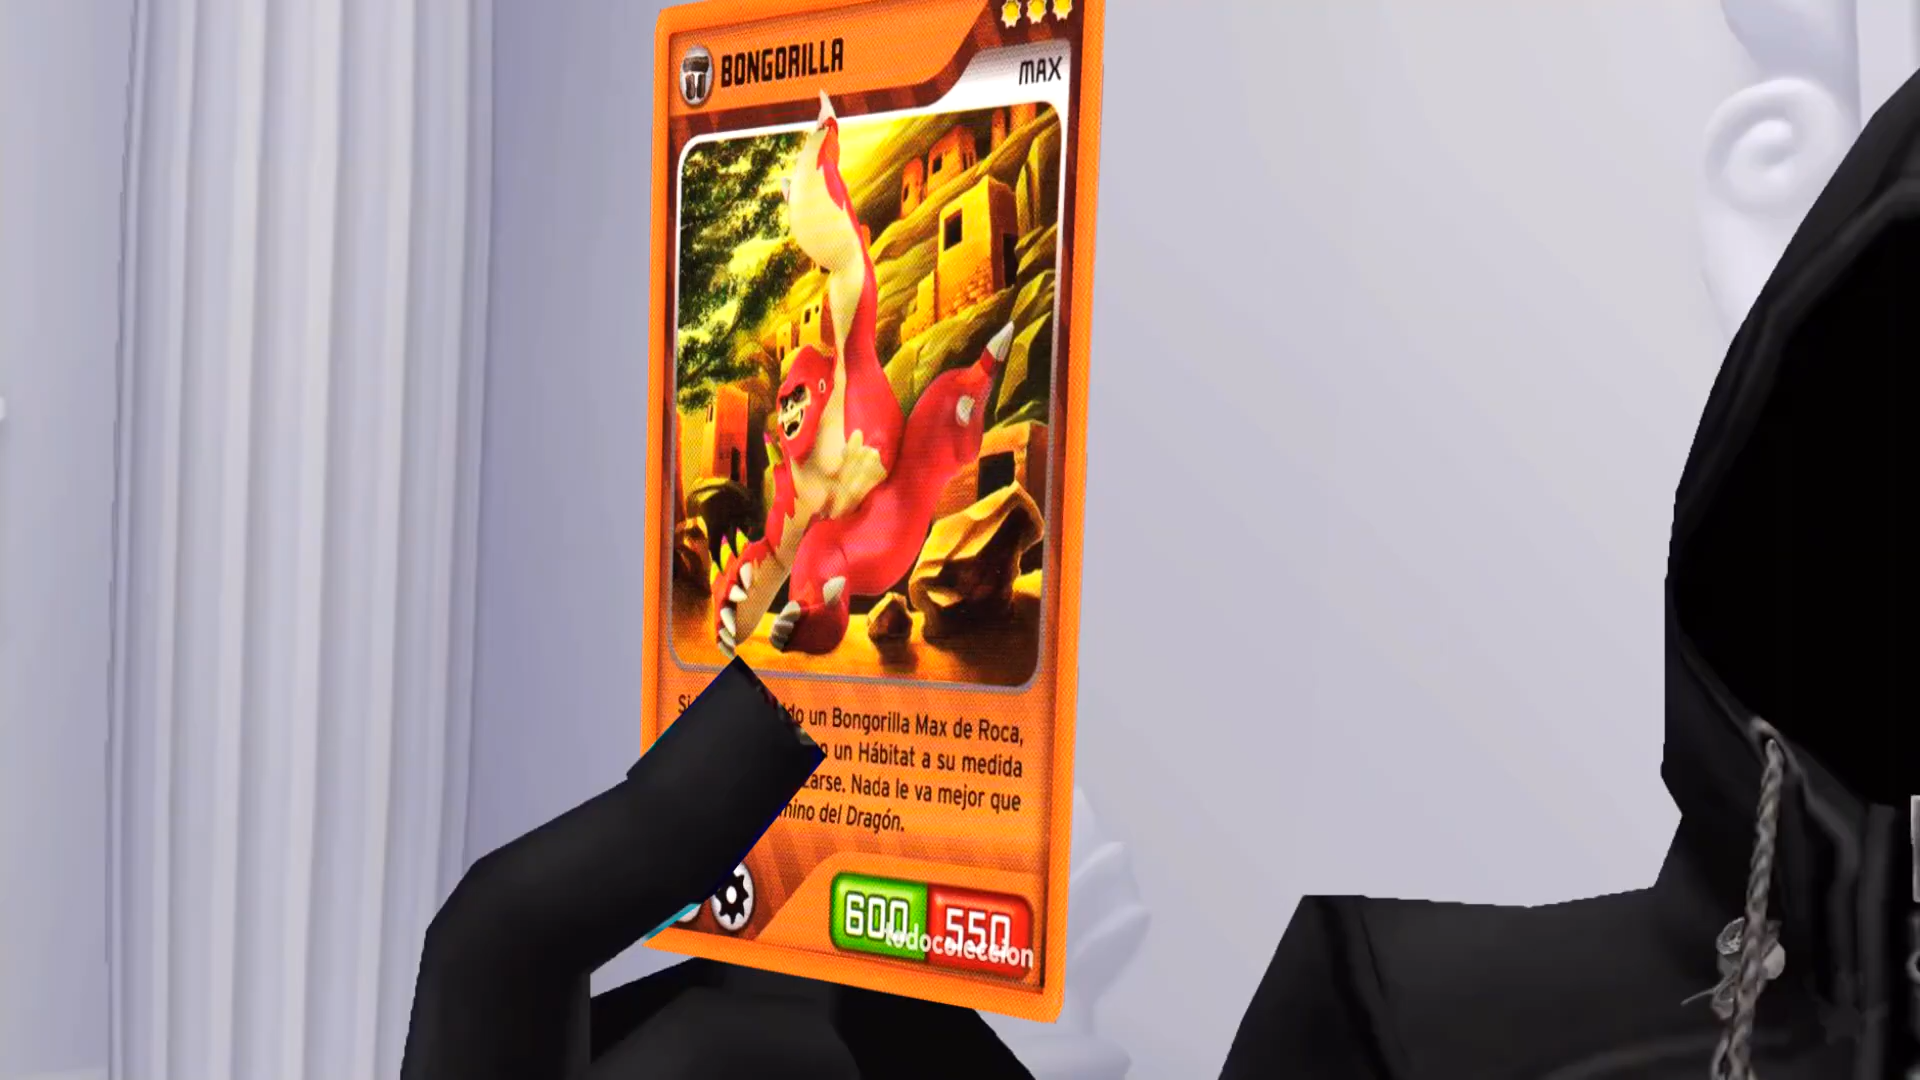 BONGORILLA
MAX
un Bongorilla Max de Roca,
un Hábitat a su medida
Nada le va mejor que
del Dragón.
600 550
todocoleccion